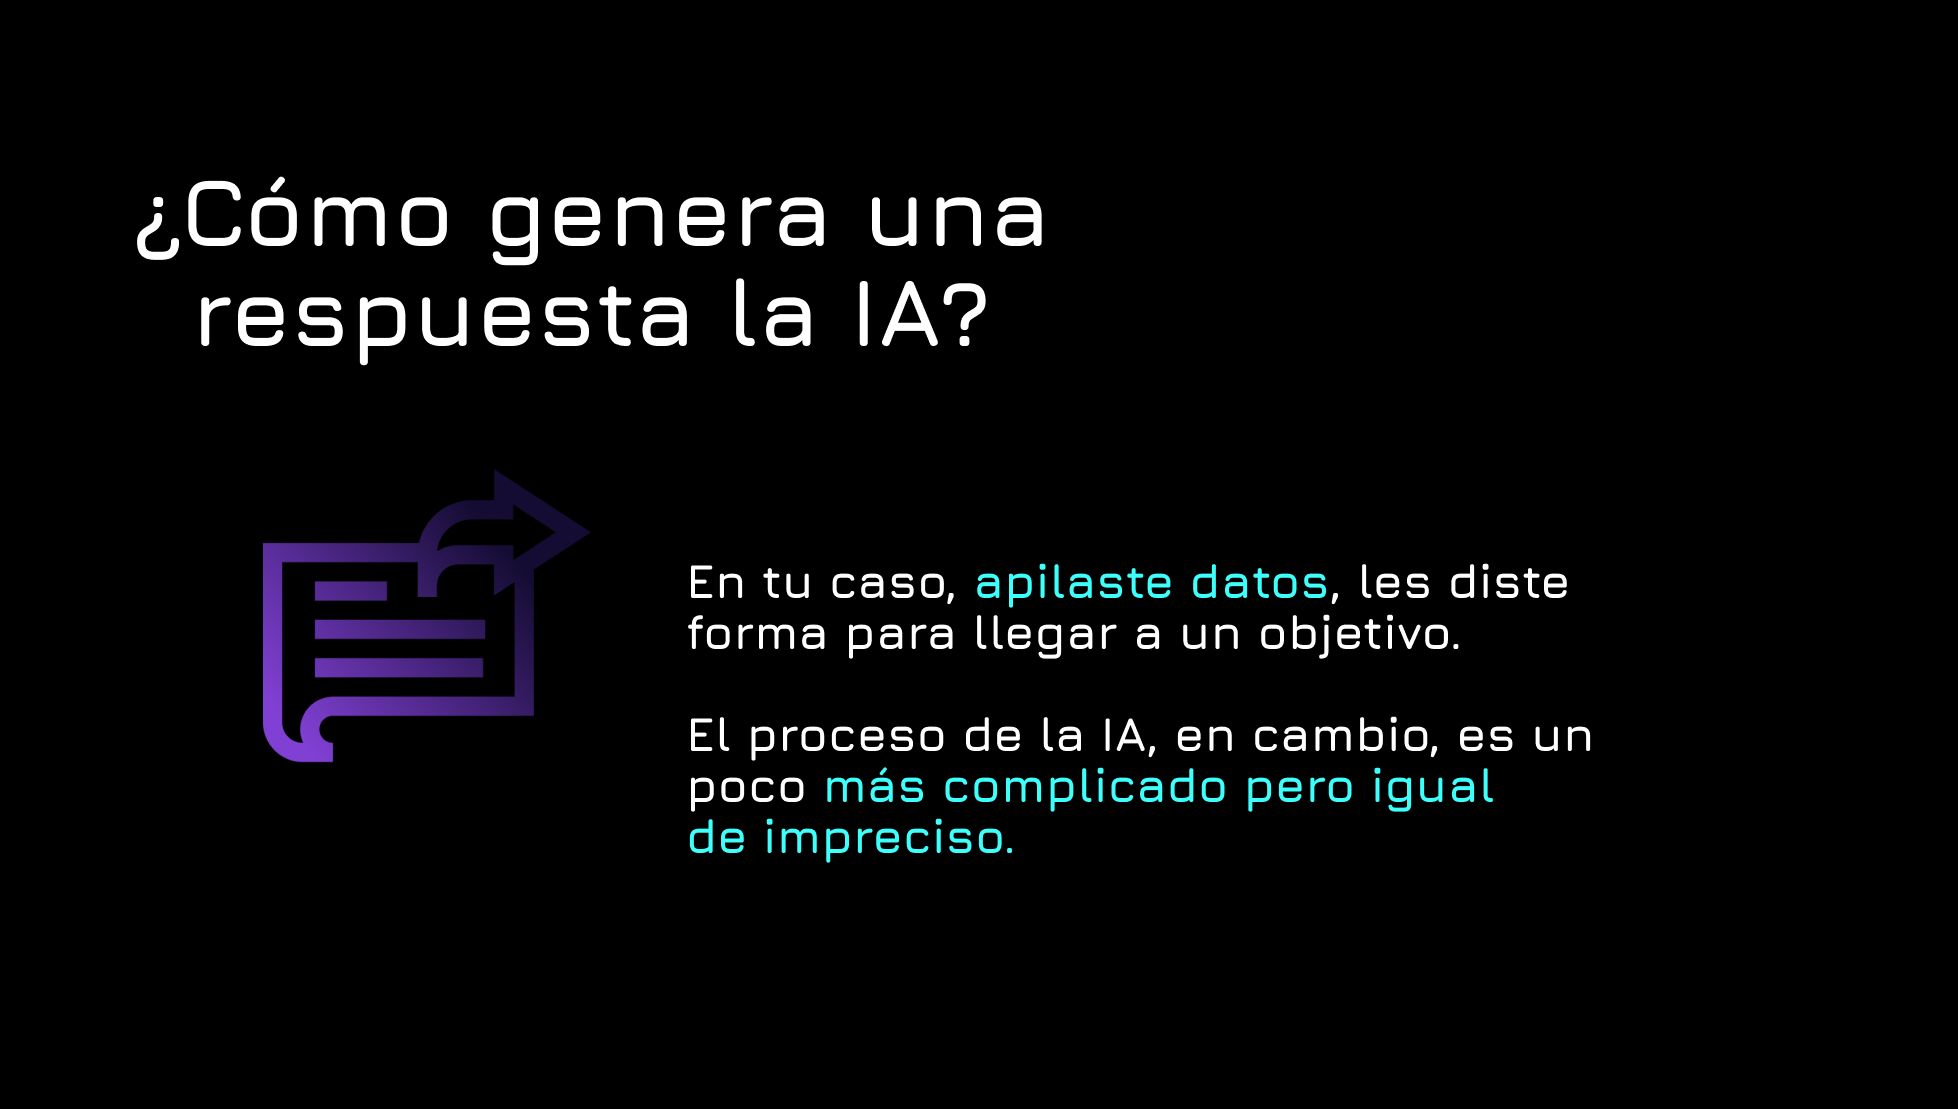 ¿Cómo genera una
respuesta la IA?
En tu caso, apilaste datos, les diste
forma para llegar a un objetivo.
El proceso de la IA, en cambio, es un
poco más complicado pero igual
de impreciso.